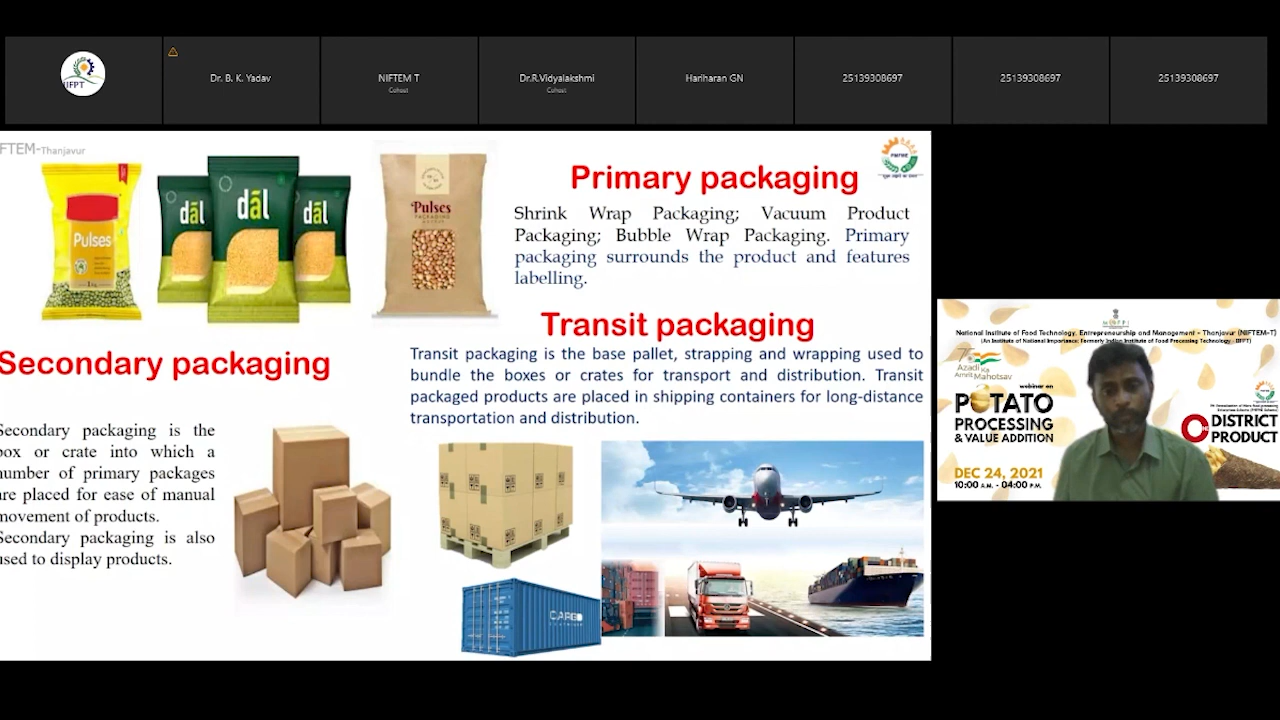 IIFPT
Dr. B. K. Yadav
NIFTEM T
Cohost
Dr.R.Vidyalakshmi
Cohost
Hariharan GN
25139308697
25139308697
25139308697
FTEM-Thanjavur
Primary packaging
Shrink Wrap Packaging; Vacuum Product
Packaging; Bubble Wrap Packaging. Primary
packaging surrounds the product and features
labelling.
Pulses
dāl
dāl
dāl
Pulses
Transit packaging
Transit packaging is the base pallet, strapping and wrapping used to
bundle the boxes or crates for transport and distribution. Transit
packaged products are placed in shipping containers for long-distance
transportation and distribution.
Secondary packaging
Secondary packaging is the
box or crate into which a
number of primary packages
are placed for ease of manual
movement of products.
Secondary packaging is also
used to display products.
CARGO
National Institute of Food Technology, Entrepreneurship and Management - Thanjavur (NIFTEM-T)
(An Institute of National Importance; Formerly Indian Institute of Food Processing Technology - IIFPT)
Azadi Ka
Amrit Mahotsav
webinar on
POTATO
PROCESSING
& VALUE ADDITION
DISTRICT
PRODUCT
DEC 24, 2021
10:00 A.M. - 04:00 P.M.